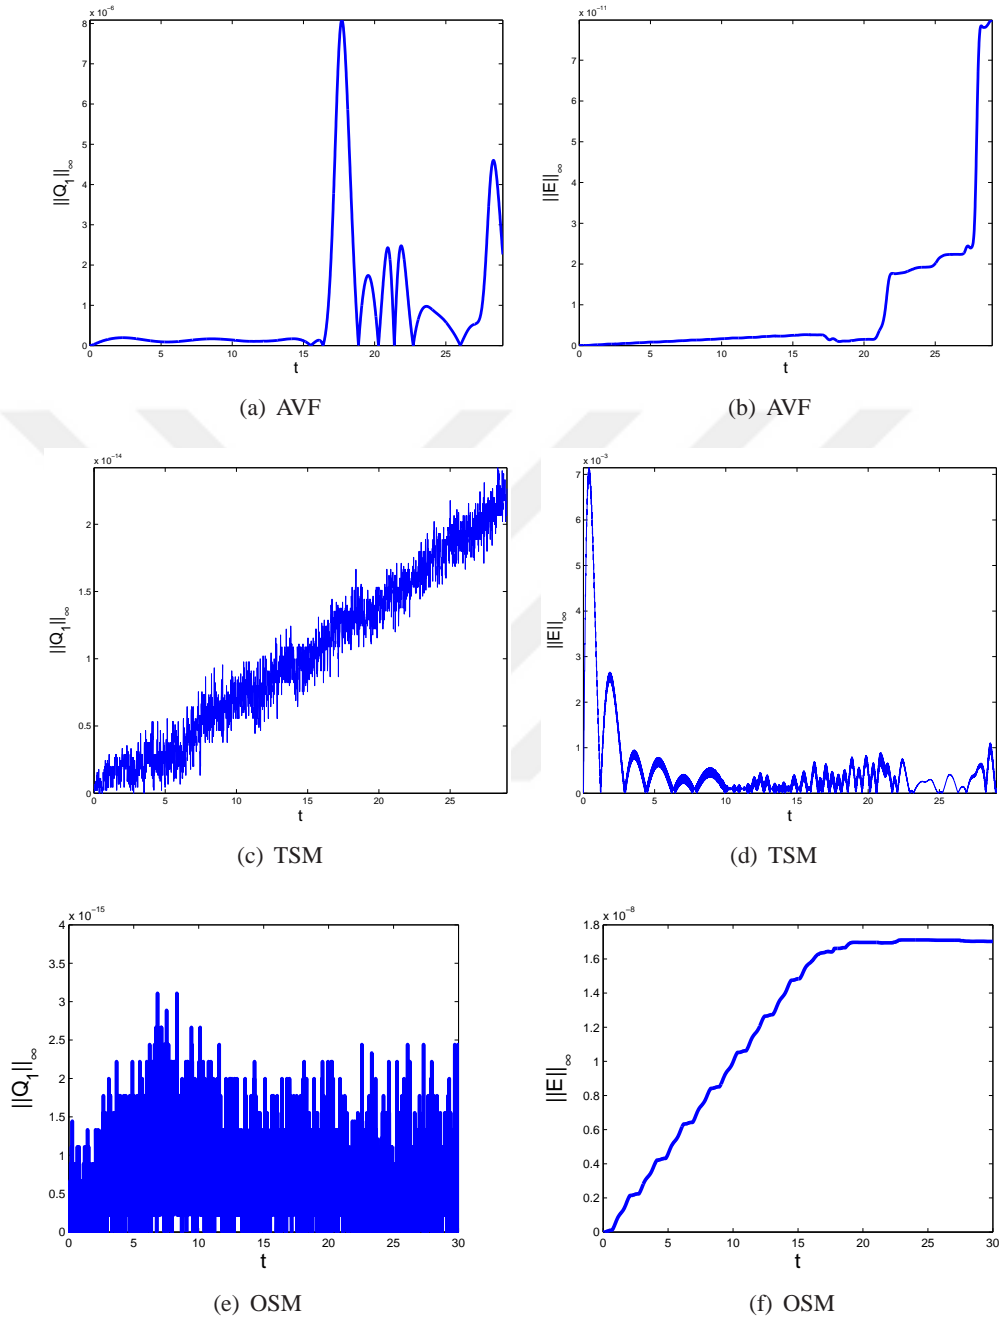 x 10⁻⁶
8
7
6
5
4
3
2
1
0
0 5 10 15 20 25
||Q₁||∞
t
(a) AVF
x 10⁻¹¹
7
6
5
4
3
2
1
0
0 5 10 15 20 25
||E||∞
t
(b) AVF
x 10⁻¹⁴
2
1.5
1
0.5
0
0 5 10 15 20 25
||Q₁||∞
t
(c) TSM
x 10⁻³
7
6
5
4
3
2
1
0
0 5 10 15 20 25
||E||∞
t
(d) TSM
x 10⁻¹⁵
4
3.5
3
2.5
2
1.5
1
0.5
0
0 5 10 15 20 25 30
||Q₁||∞
t
(e) OSM
x 10⁻⁸
1.8
1.6
1.4
1.2
1
0.8
0.6
0.4
0.2
0
0 5 10 15 20 25 30
||E||∞
t
(f) OSM